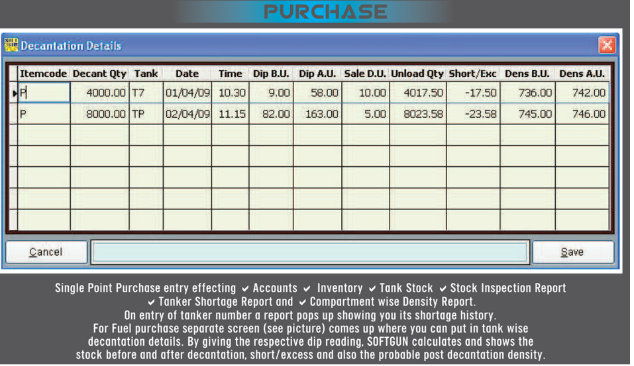 PURCHASE
Decantation Details
Itemcode Decant Qty Tank Date Time Dip B.U. Dip A.U. Sale D.U. Unload Qty Short/Exc Dens B.U. Dens A.U.
P 4000.00 T7 01/04/09 10.30 9.00 58.00 10.00 4017.50 -17.50 736.00 742.00
P 8000.00 TP 02/04/09 11.15 82.00 163.00 5.00 8023.58 -23.58 745.00 746.00
Cancel Save
Single Point Purchase entry effecting ✓ Accounts ✓ Inventory ✓ Tank Stock ✓ Stock Inspection Report
✓ Tanker Shortage Report and ✓ Compartment wise Density Report.
On entry of tanker number a report pops up showing you its shortage history.
For Fuel purchase separate screen (see picture) comes up where you can put in tank wise
decantation details. By giving the respective dip reading, SOFTGUN calculates and shows the
stock before and after decantation, short/excess and also the probable post decantation density.